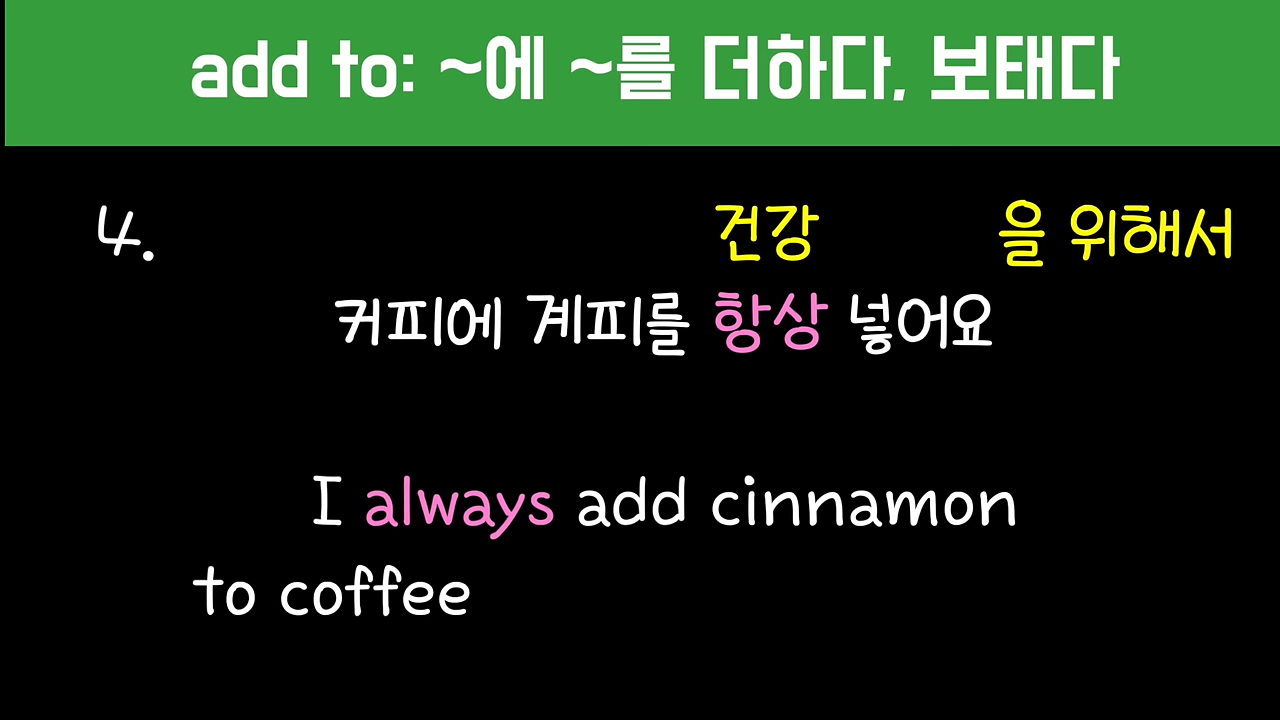 add to: ~에 ~를 더하다, 보태다
4. 건강 을 위해서
커피에 계피를 항상 넣어요
I always add cinnamon
to coffee